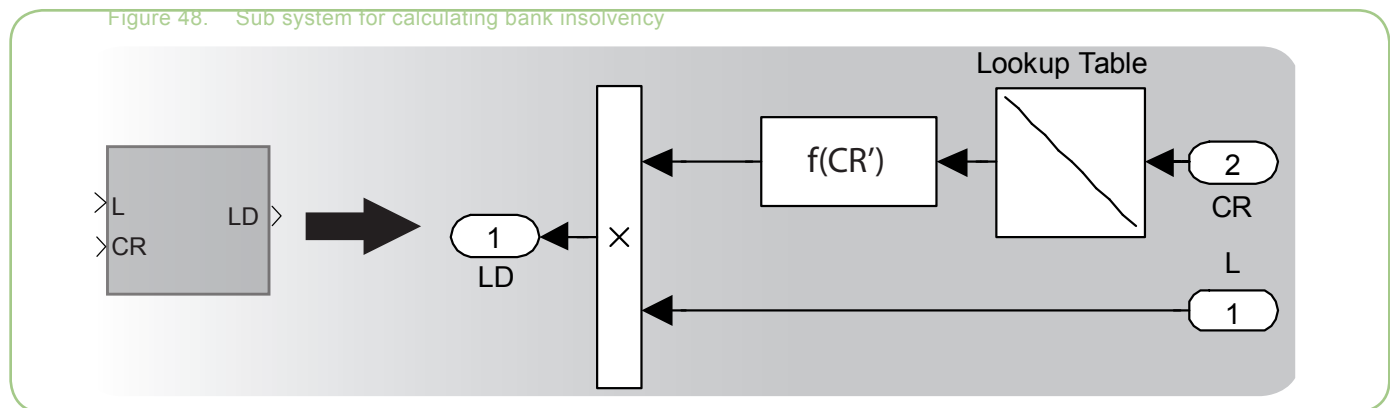 Figure 48. Sub system for calculating bank insolvency
Lookup Table
L
CR
LD
1
LD
×
f(CR’)
2
CR
L
1